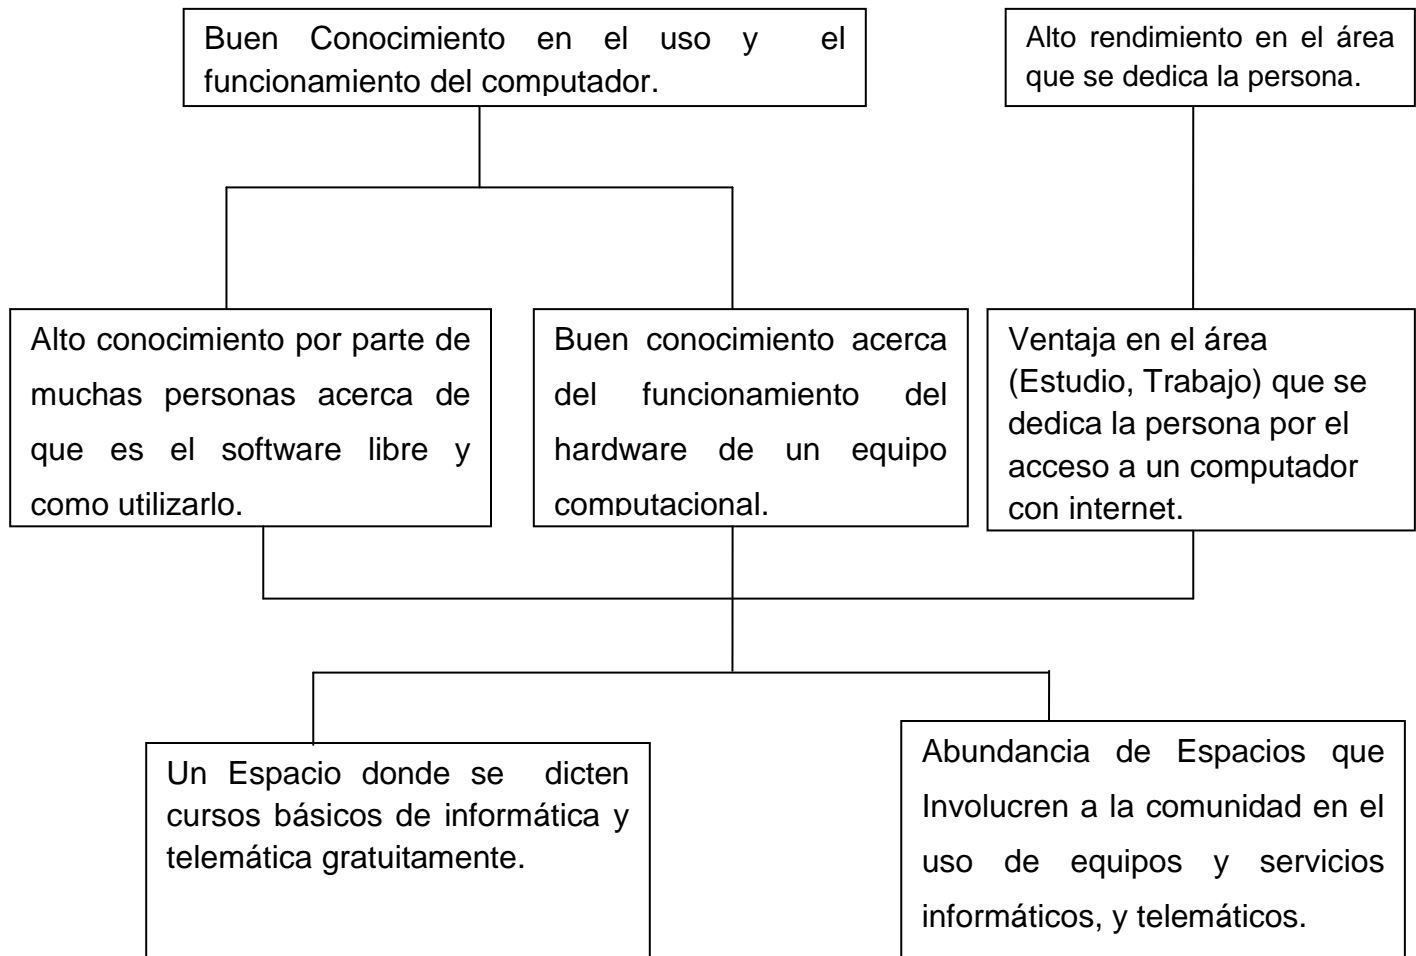 Buen Conocimiento en el uso y el
funcionamiento del computador.
Alto rendimiento en el área
que se dedica la persona.
Alto conocimiento por parte de
muchas personas acerca de
que es el software libre y
como utilizarlo.
Buen conocimiento acerca
del funcionamiento del
hardware de un equipo
computacional.
Ventaja en el área
(Estudio, Trabajo) que se
dedica la persona por el
acceso a un computador
con internet.
Un Espacio donde se dicten
cursos básicos de informática y
telemática gratuitamente.
Abundancia de Espacios que
Involucren a la comunidad en el
uso de equipos y servicios
informáticos, y telemáticos.